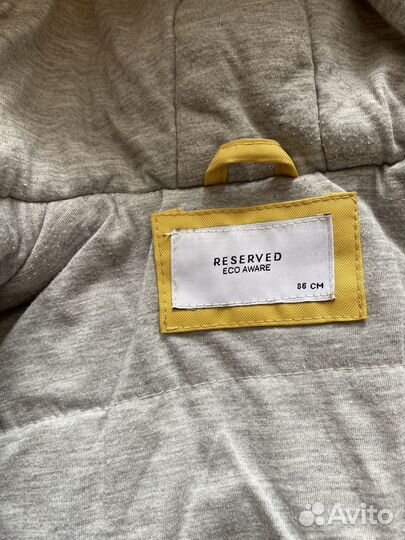 RESERVED
ECO AWARE
86 CM
Avito